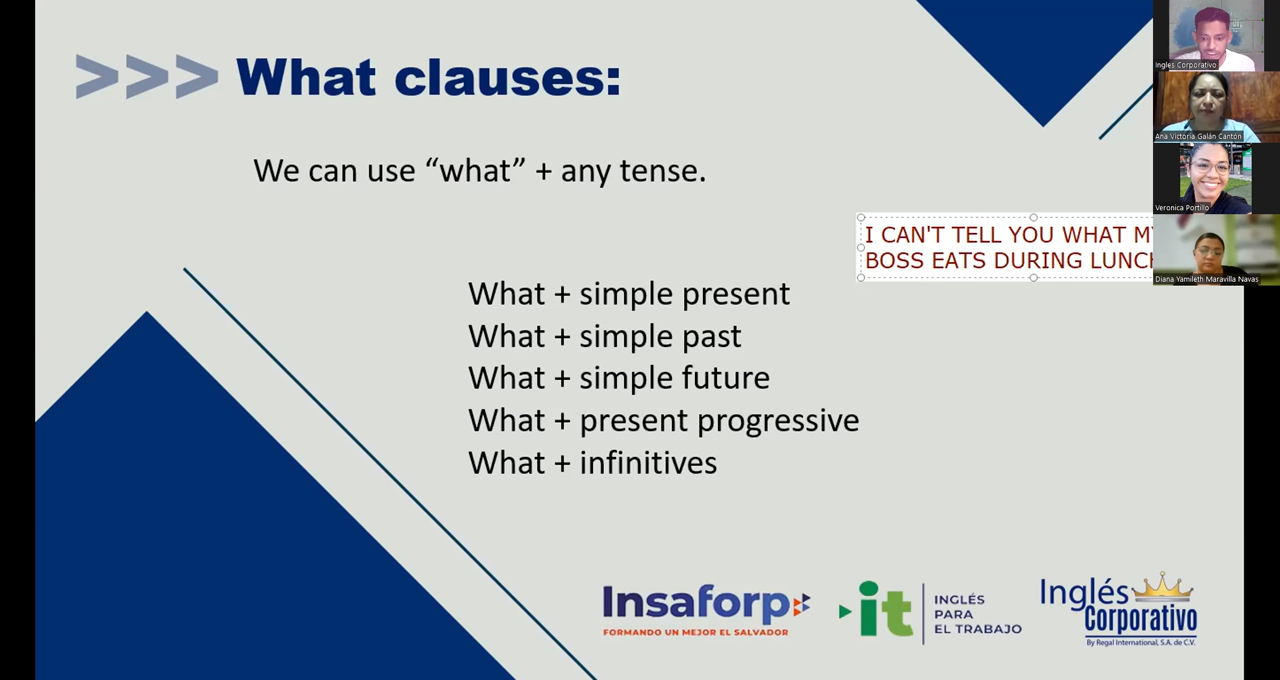 >>> What clauses:
We can use “what” + any tense.
I CAN'T TELL YOU WHAT
BOSS EATS DURING
What + simple present
What + simple past
What + simple future
What + present progressive
What + infinitives
Insaforp
FORMANDO UN MEJOR EL SALVADOR
it
INGLÉS
PARA
EL TRABAJO
Inglés
Corporativo
By Regal International, S.A. de C.V.
Ingles Corporativo
Ana Victoria Galán Cantón
Veronica Portillo
Diana Yamileth Maravilla Navas